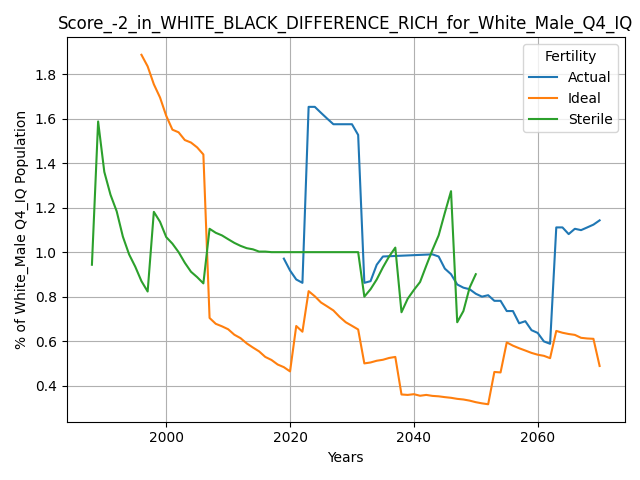 Score_-2_in_WHITE_BLACK_DIFFERENCE_RICH_for_White_Male_Q4_IQ
Fertility
Actual
Ideal
Sterile
% of White_Male Q4_IQ Population
1.8
1.6
1.4
1.2
1.0
0.8
0.6
0.4
2000
2020
2040
2060
Years